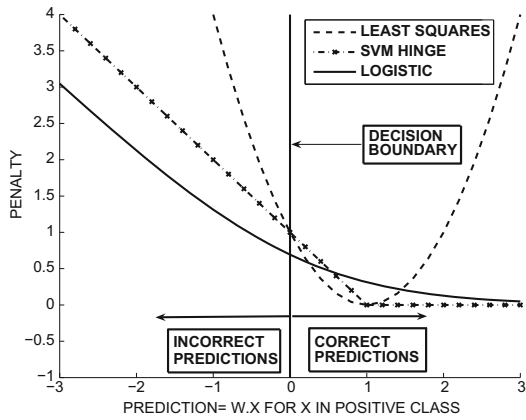 4
3.5
3
2.5
2
1.5
1
0.5
0
−0.5
−1
PENALTY
LEAST SQUARES
SVM HINGE
LOGISTIC
DECISION
BOUNDARY
INCORRECT
PREDICTIONS
CORRECT
PREDICTIONS
−3 −2 −1 0 1 2 3
PREDICTION= W.X FOR X IN POSITIVE CLASS